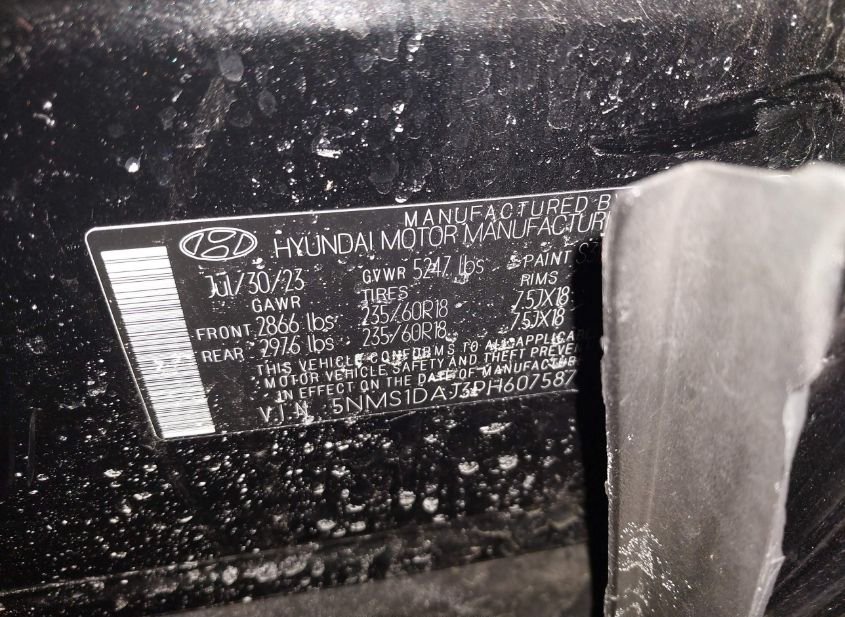 MANUFACTURED B
HYUNDAI MOTOR MANUFACTURI
JUL/30/23 GVWR 5247 lbs PAINT
GAWR TIRES RIMS
FRONT 2866 lbs 235/60R18 7.5JX18
REAR 2976 lbs 235/60R18 7.5JX18
THIS VEHICLE CONFORMS TO ALL APPLICA
MOTOR VEHICLE SAFETY AND THEFT PREVE
IN EFFECT ON THE DATE OF MANUFACTUR
V.I.N. 5NMS1DAJ3PH607587